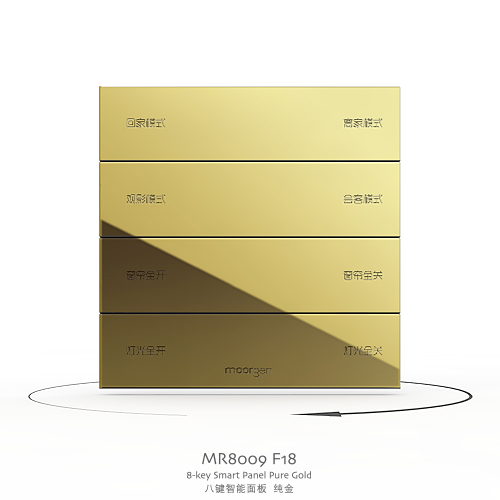 回家模式 离家模式
观影模式 会客模式
窗帘全开 窗帘全关
灯光全开 灯光全关
moorgen
MR8009 F18
8-key Smart Panel Pure Gold
八键智能面板 纯金